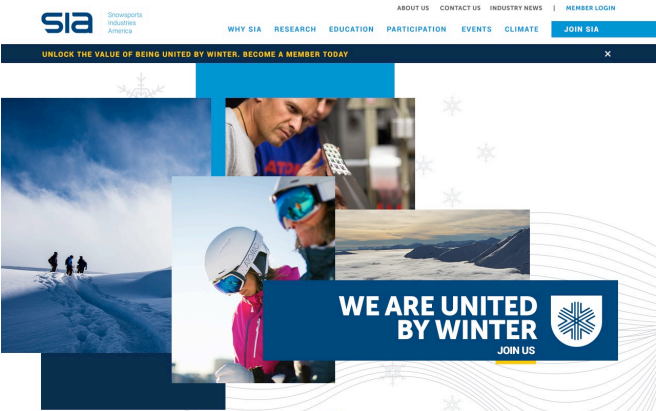 ABOUT US CONTACT US INDUSTRY NEWS | MEMBER LOGIN
sia Snowsports
Industries
America
WHY SIA RESEARCH EDUCATION PARTICIPATION EVENTS CLIMATE JOIN SIA
UNLOCK THE VALUE OF BEING UNITED BY WINTER. BECOME A MEMBER TODAY ×
ATOMIC
WE ARE UNITED
BY WINTER
JOIN US